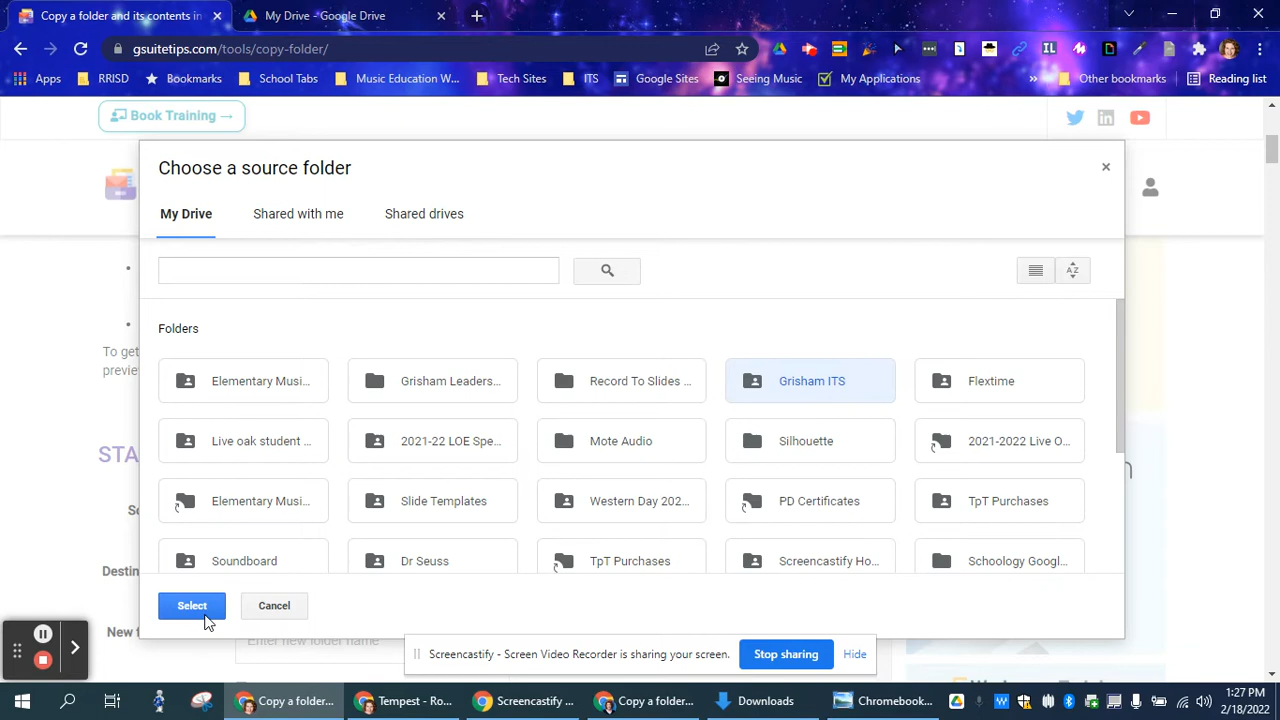 Copy a folder and its contents in
My Drive - Google Drive
gsuitetips.com/tools/copy-folder/
Apps RRISD Bookmarks School Tabs Music Education W... Tech Sites ITS Google Sites Seeing Music My Applications » Other bookmarks Reading list
Book Training →
Choose a source folder
My Drive Shared with me Shared drives
Folders
Elementary Musi... Grisham Leaders... Record To Slides ... Grisham ITS Flextime
To get
previe
Live oak student ... 2021-22 LOE Spe... Mote Audio Silhouette 2021-2022 Live O...
STA
Elementary Musi... Slide Templates Western Day 202... PD Certificates TpT Purchases
So
Soundboard Dr Seuss TpT Purchases Screencastify Ho... Schoology Googl...
Destin
Select Cancel
New f
Enter new folder name
Screencastify - Screen Video Recorder is sharing your screen. Stop sharing Hide
Copy a folder... Tempest - Ro... Screencastify ... Copy a folder... Downloads Chromebook...
1:27 PM
2/18/2022